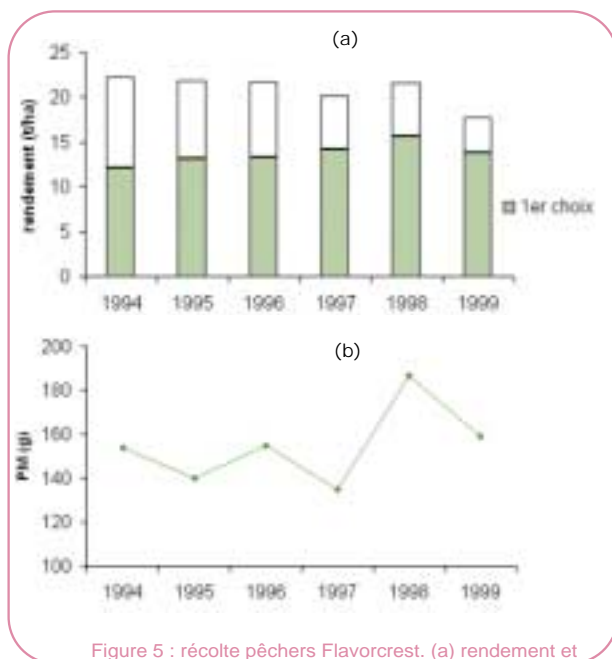 (a)
25
20
15
10
5
0
rendement (t/ha)
1er choix
1994 1995 1996 1997 1998 1999
(b)
200
180
160
140
120
100
PM (g)
1994 1995 1996 1997 1998 1999
Figure 5 : récolte pêchers Flavorcrest. (a) rendement et